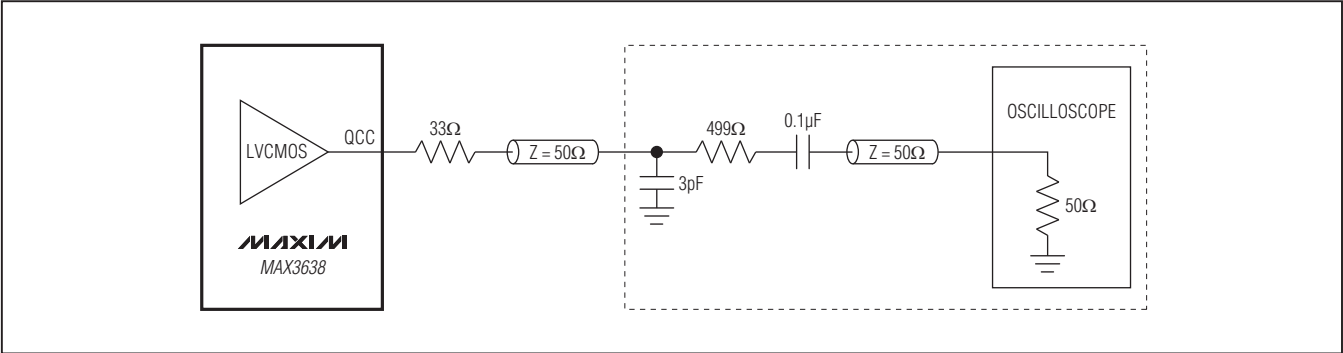 LVCMOS
QCC
33Ω
Z = 50Ω
499Ω
0.1μF
Z = 50Ω
OSCILLOSCOPE
3pF
50Ω
MAXIM
MAX3638